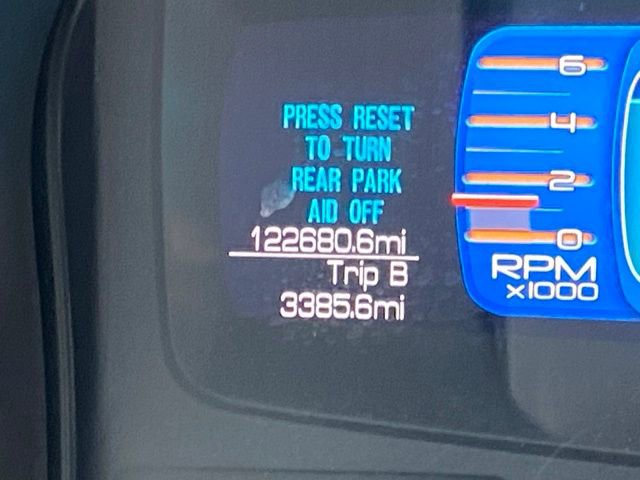 PRESS RESET
TO TURN
REAR PARK
AID OFF
122680.6mi
Trip B
3385.6mi
6
4
2
0
RPM
x1000